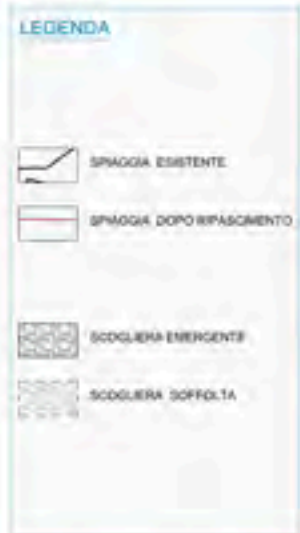 LEGENDA
SPIAGGIA ESISTENTE
SPIAGGIA DOPO RIPASCIMENTO
SCOGLIERA EMERGENTE
SCOGLIERA SOFFOLTA